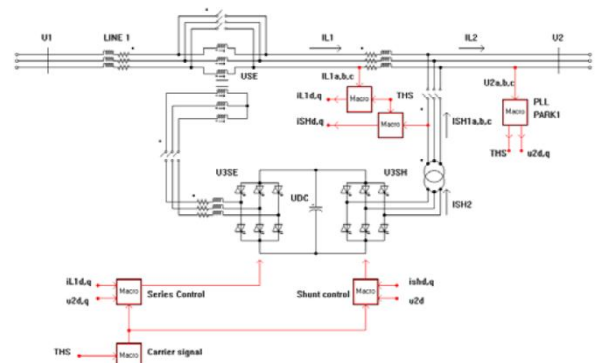 U1
LINE 1
IL1
IL2
U2
USE
IL1a,b,c
U2a,b,c
iL1d,q
Macro
THS
Macro
PLL
PARK1
iSHd,q
Macro
ISH1a,b,c
THS
u2d,q
U3SE
U3SH
UDC
ISH2
iL1d,q
Macro
u2d,q
Series Control
Shunt control
Macro
ishd,q
u2d
THS
Macro
Carrier signal